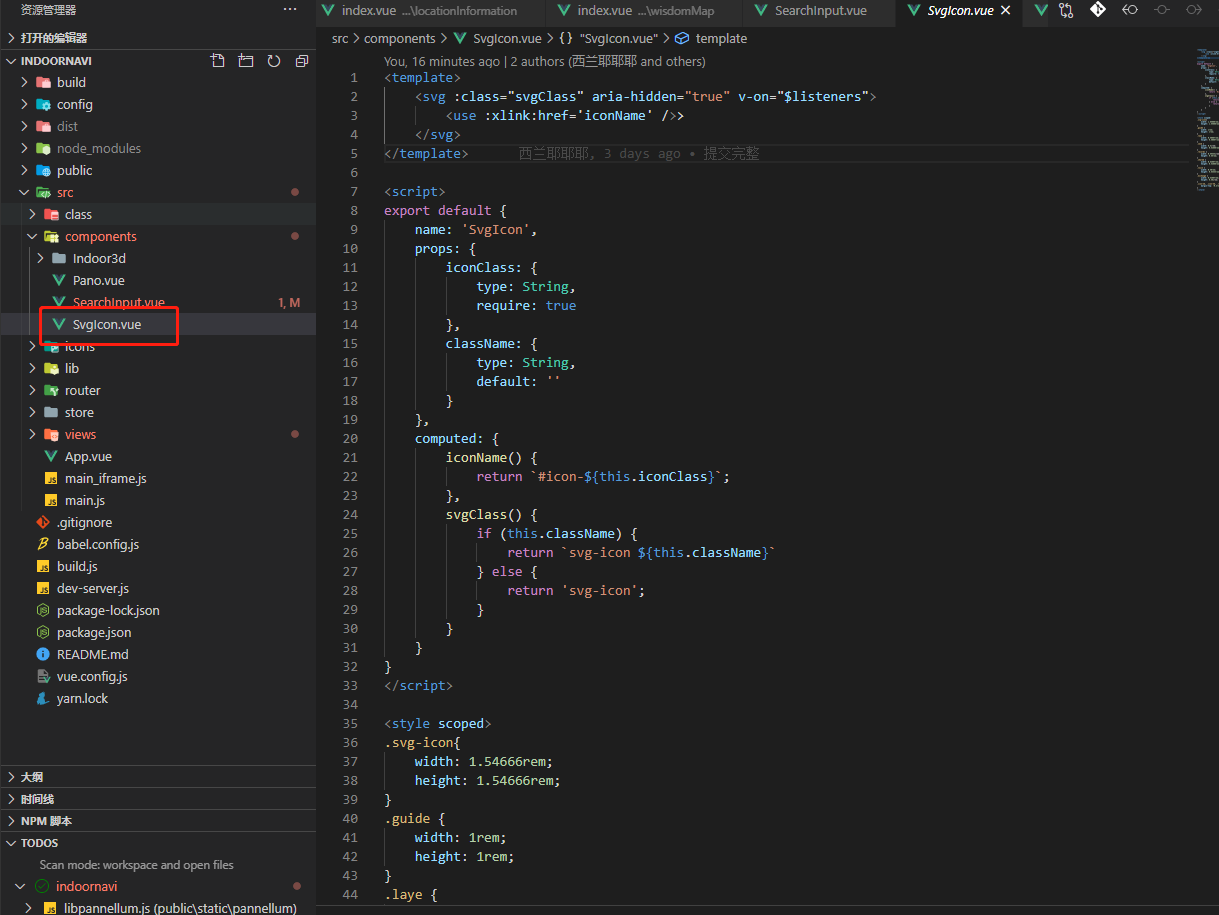 资源管理器
···
打开的编辑器
INDOORNAVI
build
config
dist
node_modules
public
src
class
components
Indoor3d
Pano.vue
SearchInput.vue 1, M
SvgIcon.vue
icons
lib
router
store
views
App.vue
main_iframe.js
main.js
.gitignore
babel.config.js
build.js
dev-server.js
package-lock.json
package.json
README.md
vue.config.js
yarn.lock
大纲
时间线
NPM 脚本
TODOS
Scan mode: workspace and open files
indoornavi
libpannellum.js (public\static\pannellum)
index.vue ...\locationInformation
index.vue ...\wisdomMap
SearchInput.vue
SvgIcon.vue
src > components > SvgIcon.vue > {} "SvgIcon.vue" > template
You, 16 minutes ago | 2 authors (西兰耶耶耶 and others)
1 <template>
2 <svg :class="svgClass" aria-hidden="true" v-on="$listeners">
3 <use :xlink:href='iconName' />>
4 </svg>
5 </template> 西兰耶耶耶, 3 days ago • 提交完整
6
7 <script>
8 export default {
9 name: 'SvgIcon',
10 props: {
11 iconClass: {
12 type: String,
13 require: true
14 },
15 className: {
16 type: String,
17 default: ''
18 }
19 },
20 computed: {
21 iconName() {
22 return `#icon-${this.iconClass}`;
23 },
24 svgClass() {
25 if (this.className) {
26 return `svg-icon ${this.className}`
27 } else {
28 return 'svg-icon';
29 }
30 }
31 }
32 }
33 </script>
34
35 <style scoped>
36 .svg-icon{
37 width: 1.54666rem;
38 height: 1.54666rem;
39 }
40 .guide {
41 width: 1rem;
42 height: 1rem;
43 }
44 .laye {